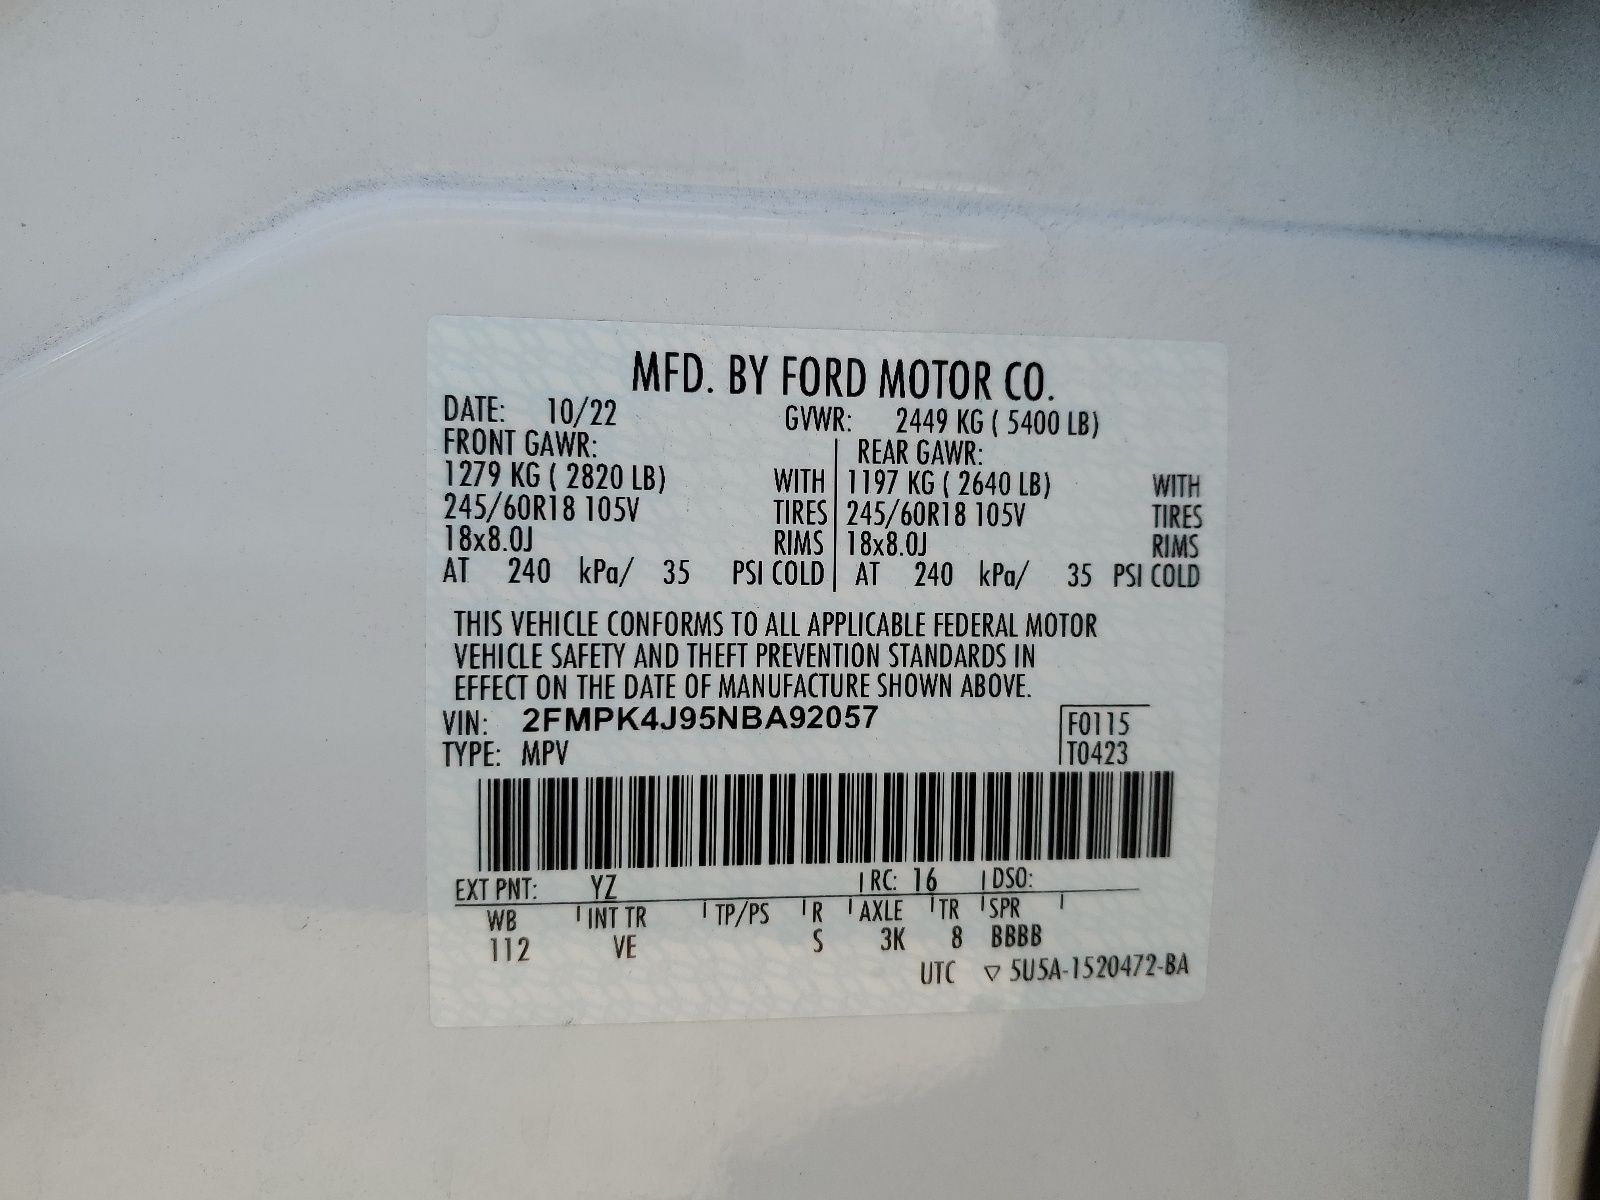 MFD. BY FORD MOTOR CO.
DATE: 10/22 GVWR: 2449 KG ( 5400 LB)
FRONT GAWR: REAR GAWR:
1279 KG ( 2820 LB) WITH 1197 KG ( 2640 LB) WITH
245/60R18 105V TIRES 245/60R18 105V TIRES
18x8.0J RIMS 18x8.0J RIMS
AT 240 kPa/ 35 PSI COLD AT 240 kPa/ 35 PSI COLD
THIS VEHICLE CONFORMS TO ALL APPLICABLE FEDERAL MOTOR
VEHICLE SAFETY AND THEFT PREVENTION STANDARDS IN
EFFECT ON THE DATE OF MANUFACTURE SHOWN ABOVE.
VIN: 2FMPK4J95NBA92057 F0115
TYPE: MPV T0423
EXT PNT: YZ RC: 16 DSO:
WB INT TR TP/PS R AXLE TR SPR
112 VE S 3K 8 BBBB
UTC ▽ 5U5A-1520472-BA